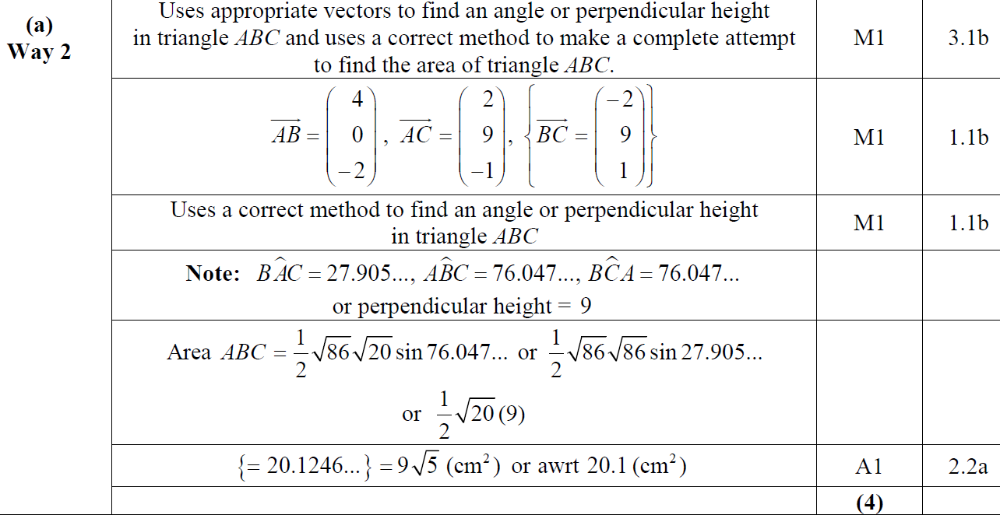 (a)
Way 2
Uses appropriate vectors to find an angle or perpendicular height
in triangle ABC and uses a correct method to make a complete attempt
to find the area of triangle ABC.
M1
3.1b
$\overrightarrow{AB} = \begin{pmatrix} 4 \\ 0 \\ -2 \end{pmatrix}, \overrightarrow{AC} = \begin{pmatrix} 2 \\ 9 \\ -1 \end{pmatrix}, \left\{ \overrightarrow{BC} = \begin{pmatrix} -2 \\ 9 \\ 1 \end{pmatrix} \right\}$
M1
1.1b
Uses a correct method to find an angle or perpendicular height
in triangle ABC
M1
1.1b
Note: $B\hat{A}C = 27.905..., A\hat{B}C = 76.047..., B\hat{C}A = 76.047...$
or perpendicular height = 9
Area $ABC = \frac{1}{2}\sqrt{86}\sqrt{20}\sin 76.047...$ or $\frac{1}{2}\sqrt{86}\sqrt{86}\sin 27.905...$
or $\frac{1}{2}\sqrt{20}(9)$
$\{= 20.1246...\} = 9\sqrt{5}$ (cm²) or awrt 20.1 (cm²)
A1
2.2a
(4)